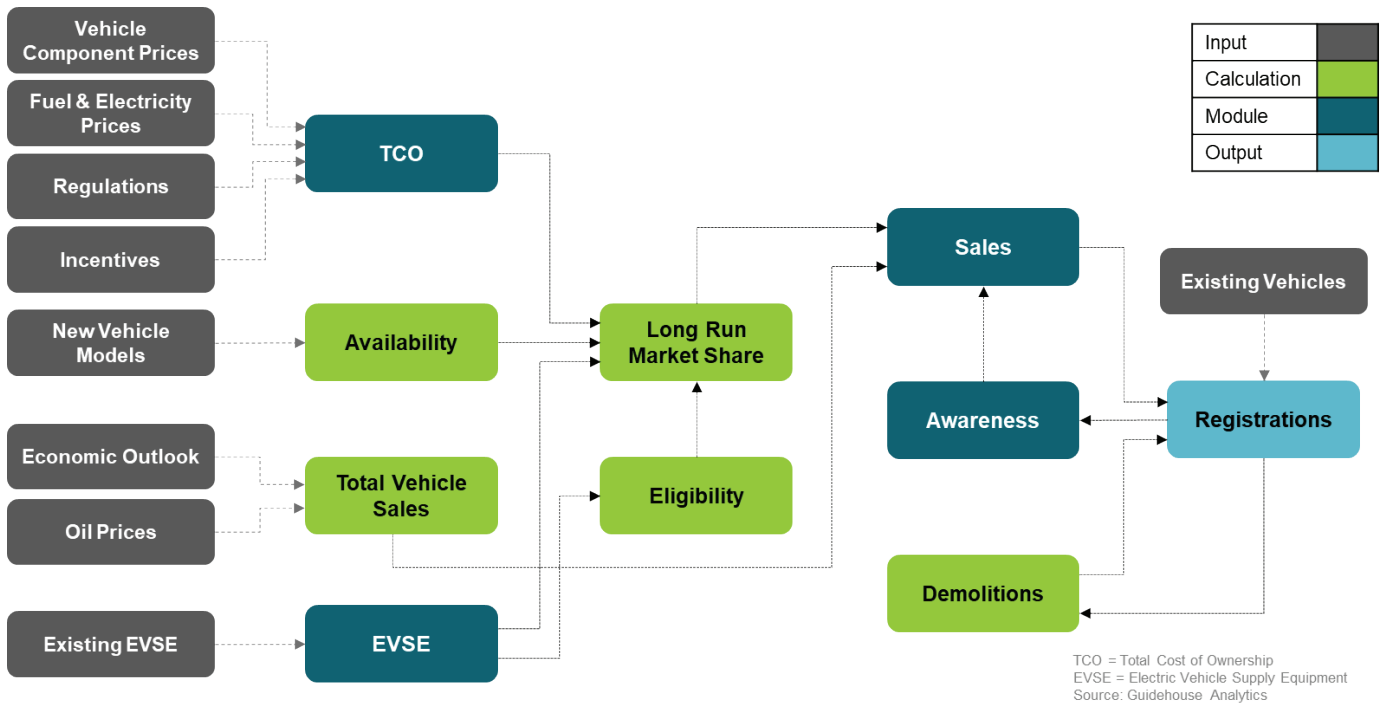 Vehicle
Component Prices
Fuel & Electricity
Prices
Regulations
Incentives
New Vehicle
Models
Economic Outlook
Oil Prices
Existing EVSE
TCO
Availability
Total Vehicle
Sales
EVSE
Long Run
Market Share
Eligibility
Sales
Awareness
Demolitions
Existing Vehicles
Registrations
Input
Calculation
Module
Output
TCO = Total Cost of Ownership
EVSE = Electric Vehicle Supply Equipment
Source: Guidehouse Analytics